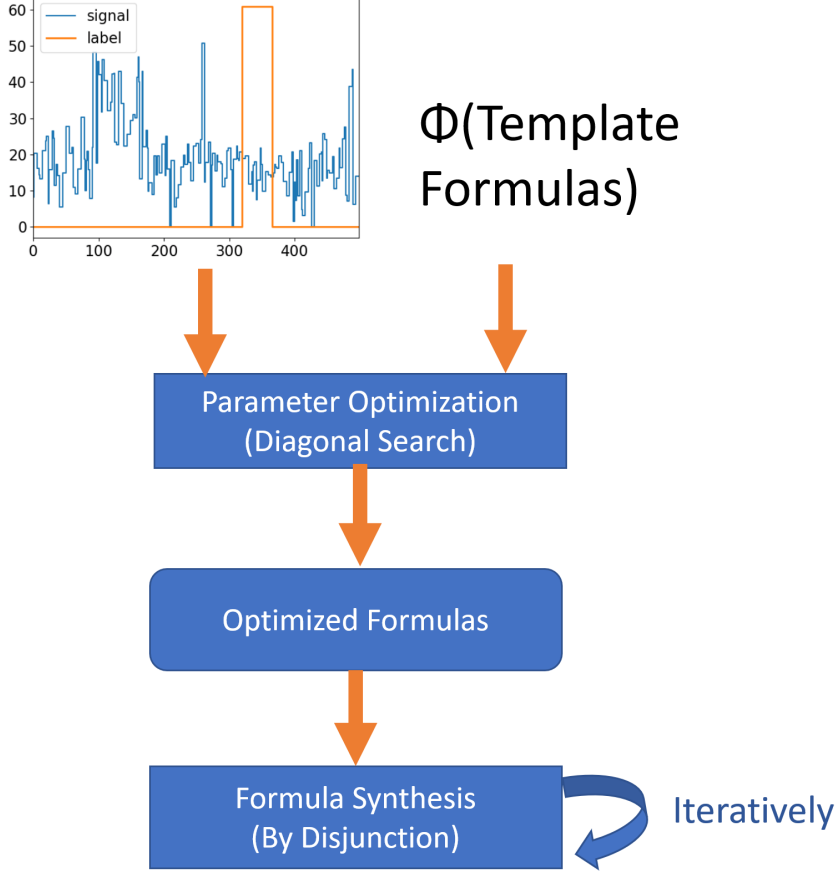 60
50
40
30
20
10
0
signal
label
0 100 200 300 400
Φ(Template
Formulas)
Parameter Optimization
(Diagonal Search)
Optimized Formulas
Formula Synthesis
(By Disjunction)
Iteratively